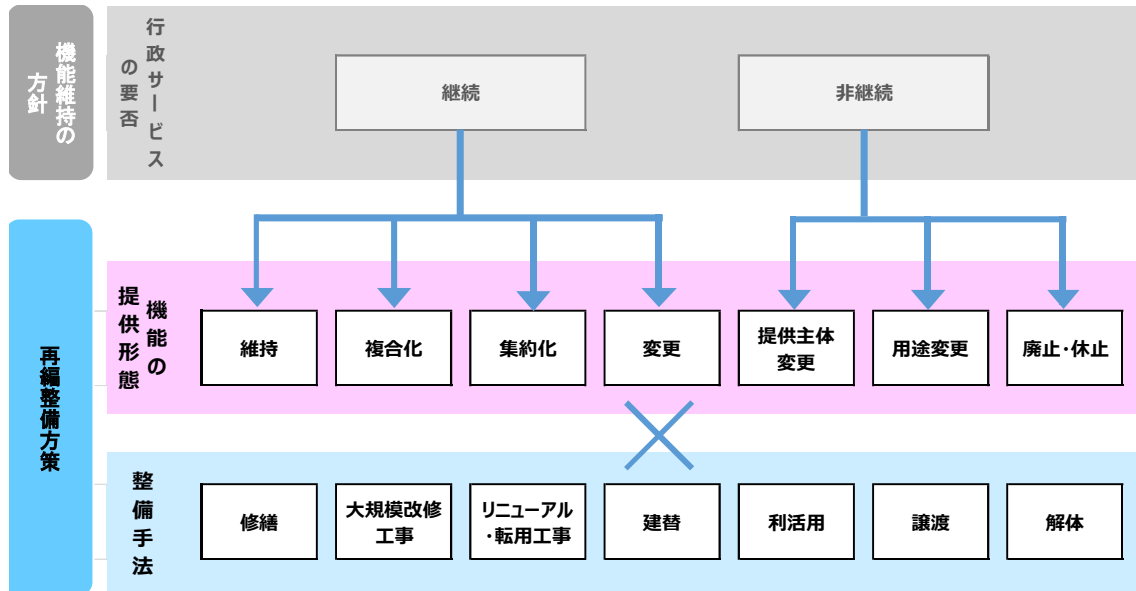 機能維持の
方針
行政サービス
の要否
継続
非継続
再編整備方策
機能の
提供形態
維持
複合化
集約化
変更
提供主体
変更
用途変更
廃止・休止
整備手法
修繕
大規模改修
工事
リニューアル
・転用工事
建替
利活用
譲渡
解体